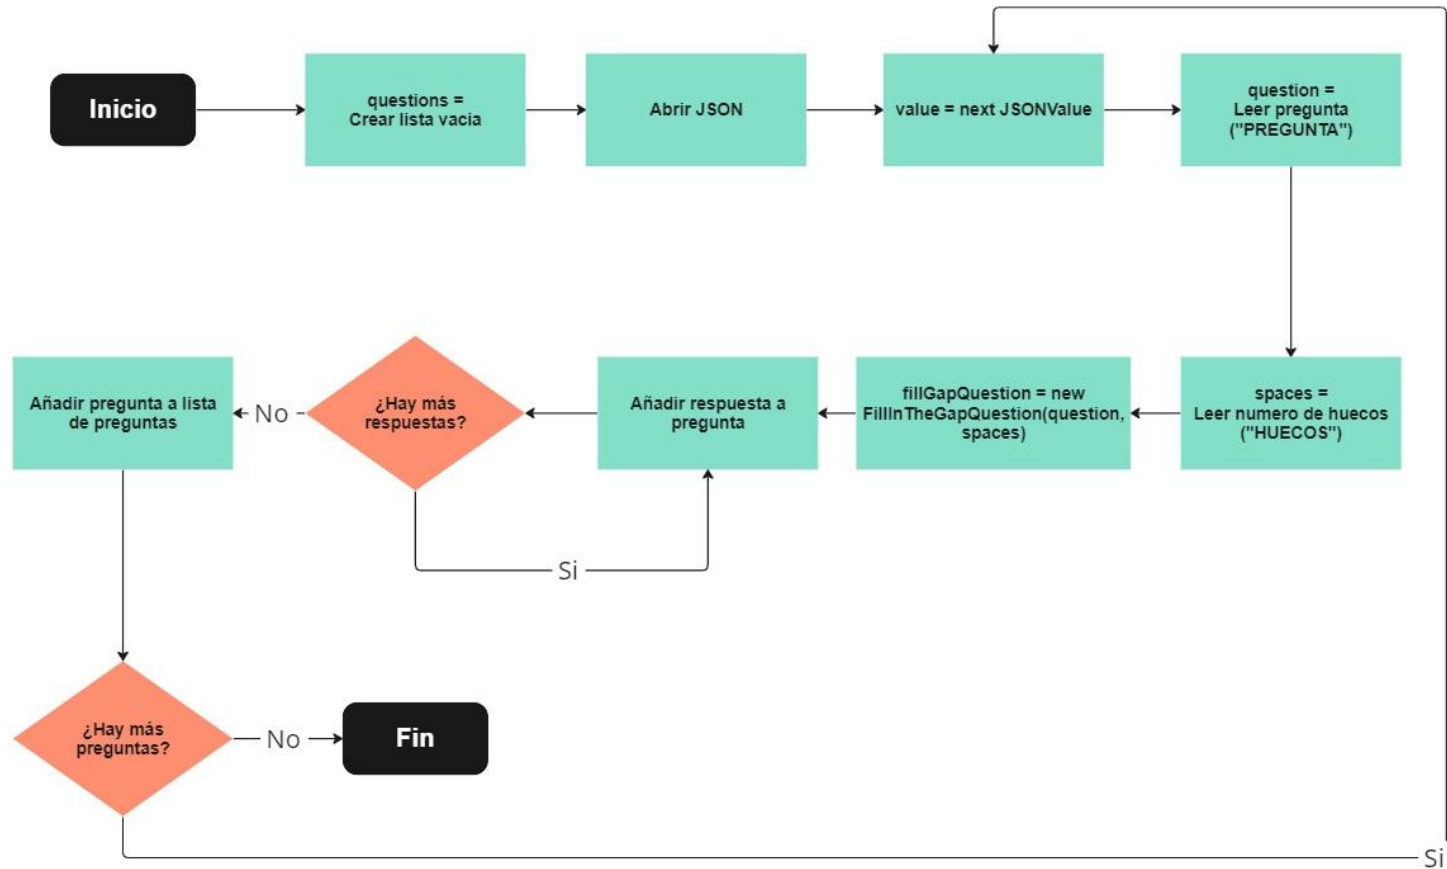 Inicio
questions =
Crear lista vacia
Abrir JSON
value = next JSONValue
question =
Leer pregunta
("PREGUNTA")
Añadir pregunta a lista
de preguntas
No
¿Hay más
respuestas?
Añadir respuesta a
pregunta
fillGapQuestion = new
FillInTheGapQuestion(question,
spaces)
spaces =
Leer numero de huecos
("HUECOS")
Si
¿Hay más
preguntas?
No
Fin
Si